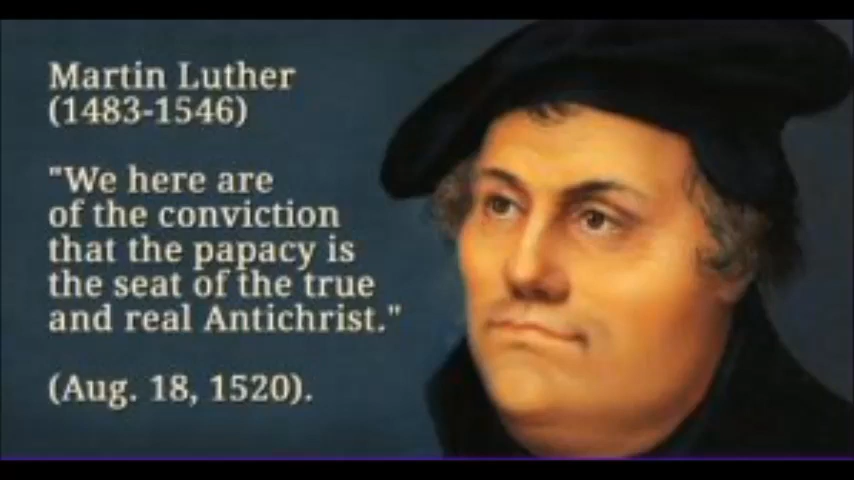 Martin Luther
(1483-1546)
"We here are
of the conviction
that the papacy is
the seat of the true
and real Antichrist."
(Aug. 18, 1520).